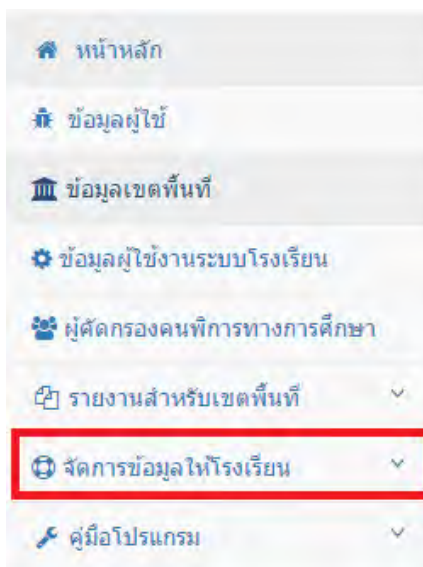 หน้าหลัก
ข้อมูลผู้ใช้
ข้อมูลเขตพื้นที่
ข้อมูลผู้ใช้งานระบบโรงเรียน
ผู้คัดกรองคนพิการทางการศึกษา
รายงานสำหรับเขตพื้นที่
จัดการข้อมูลให้โรงเรียน
คู่มือโปรแกรม